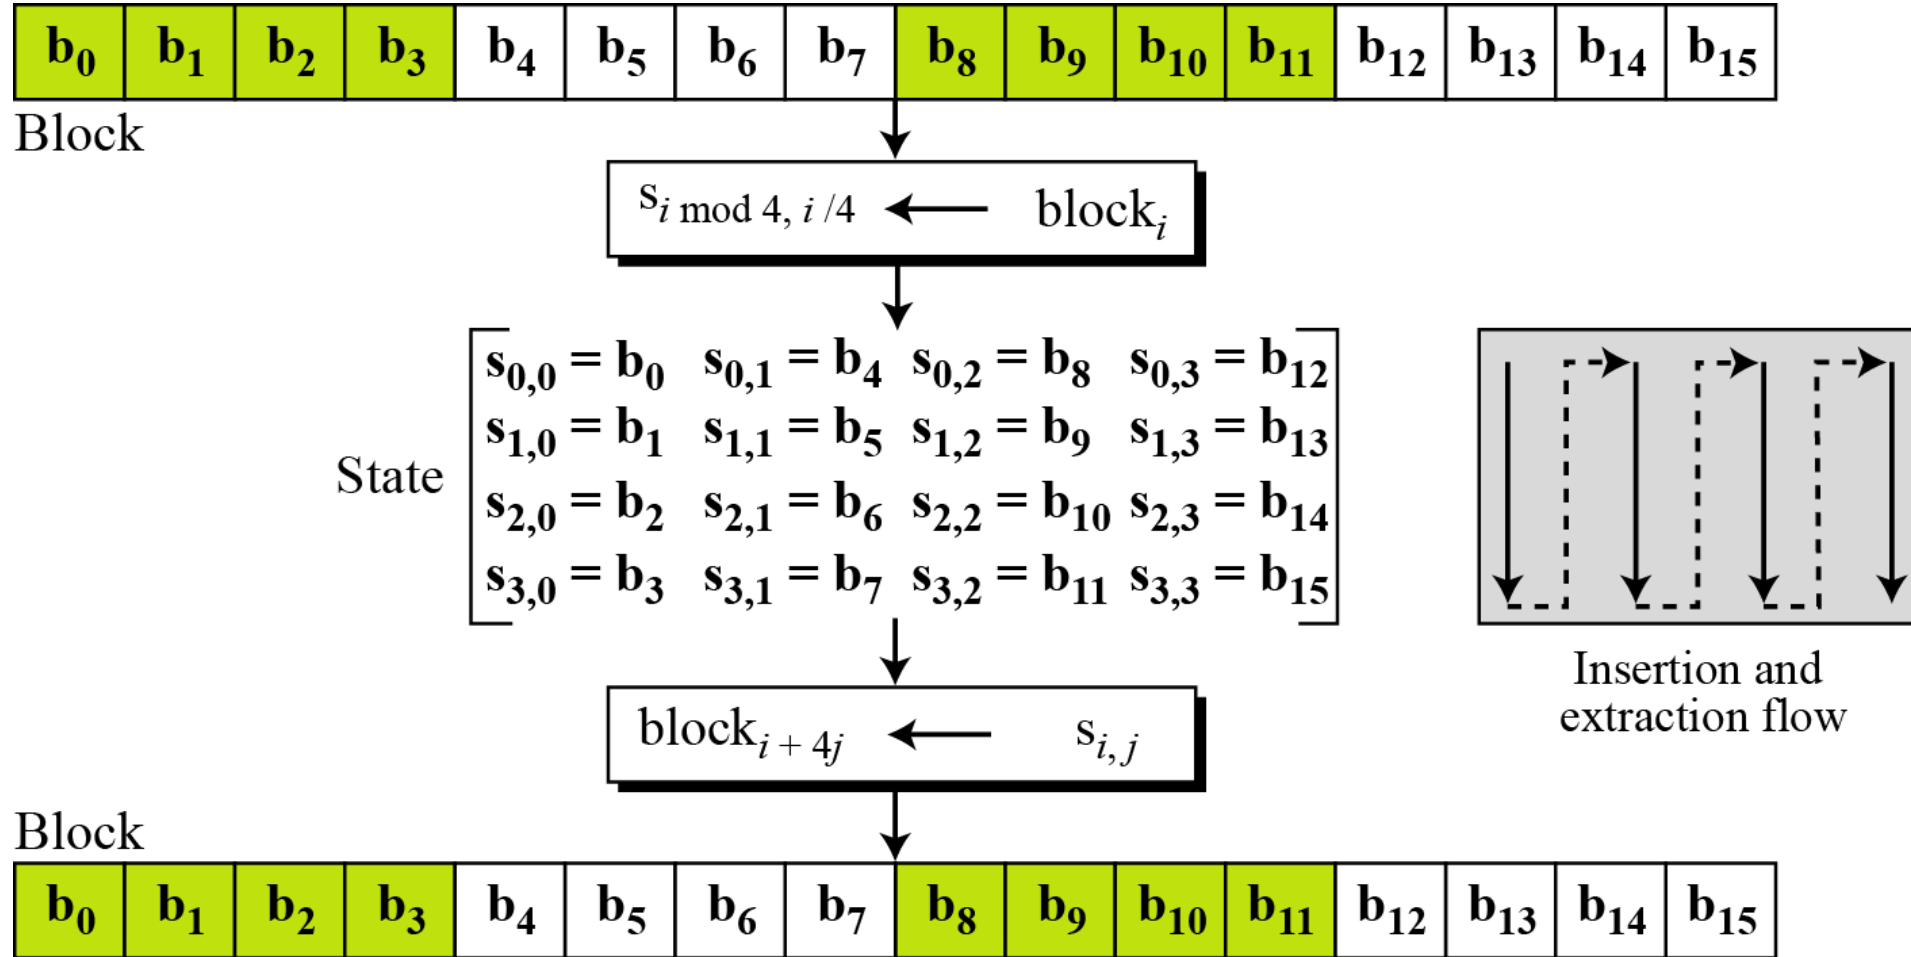 b0 b1 b2 b3 b4 b5 b6 b7 b8 b9 b10 b11 b12 b13 b14 b15
Block
s i mod 4, i /4 ← block i
s0,0 = b0 s0,1 = b4 s0,2 = b8 s0,3 = b12
s1,0 = b1 s1,1 = b5 s1,2 = b9 s1,3 = b13
State
s2,0 = b2 s2,1 = b6 s2,2 = b10 s2,3 = b14
s3,0 = b3 s3,1 = b7 s3,2 = b11 s3,3 = b15
Insertion and
extraction flow
block i + 4j ← s i, j
Block
b0 b1 b2 b3 b4 b5 b6 b7 b8 b9 b10 b11 b12 b13 b14 b15